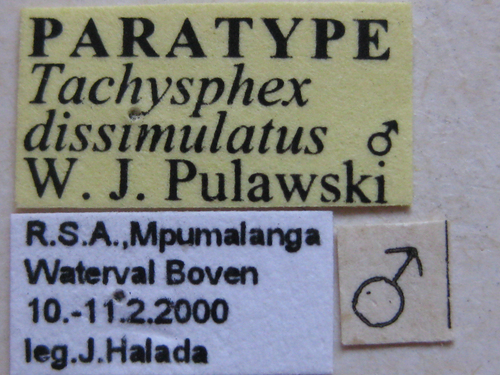 PARATYPE
Tachysphex
dissimulatus ♂
W. J. Pulawski
R.S.A.,Mpumalanga
Waterval Boven
10.-11.2.2000
leg.J.Halada
♂